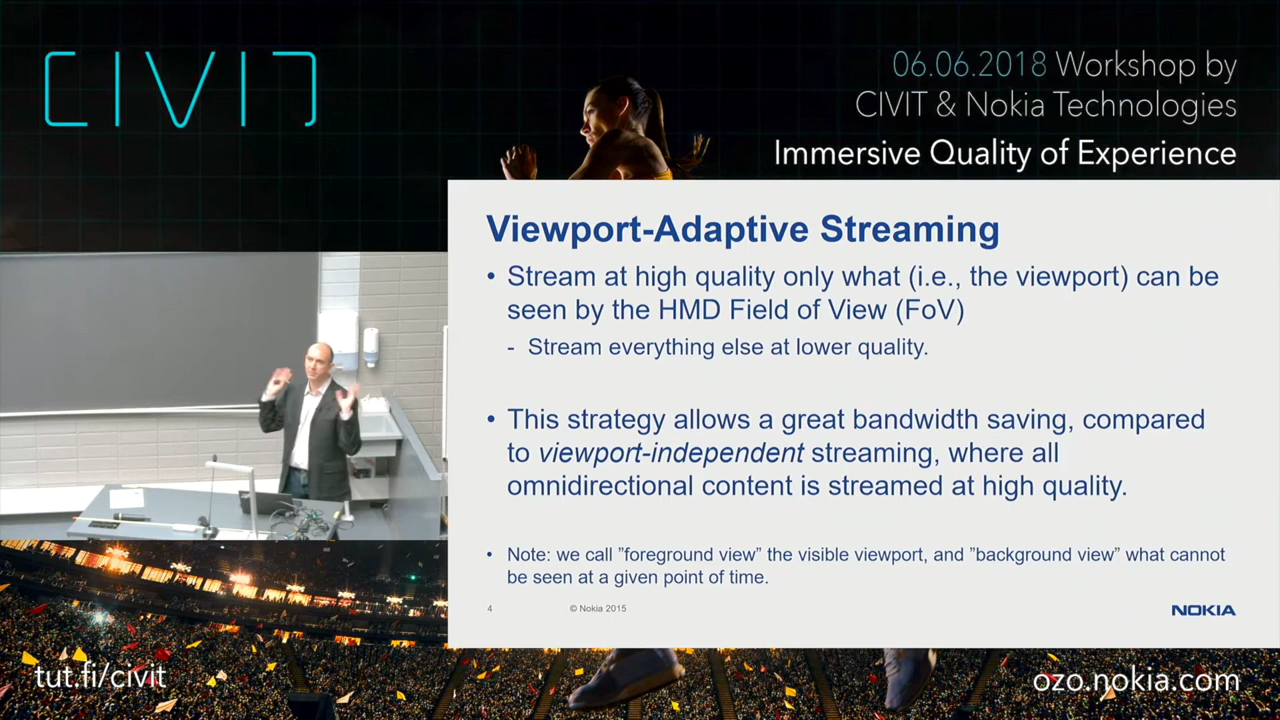 CIVIT
06.06.2018 Workshop by
CIVIT & Nokia Technologies
Immersive Quality of Experience
Viewport-Adaptive Streaming
• Stream at high quality only what (i.e., the viewport) can be
seen by the HMD Field of View (FoV)
- Stream everything else at lower quality.
• This strategy allows a great bandwidth saving, compared
to viewport-independent streaming, where all
omnidirectional content is streamed at high quality.
• Note: we call ”foreground view” the visible viewport, and ”background view” what cannot
be seen at a given point of time.
4
© Nokia 2015
NOKIA
tut.fi/civit
ozo.nokia.com